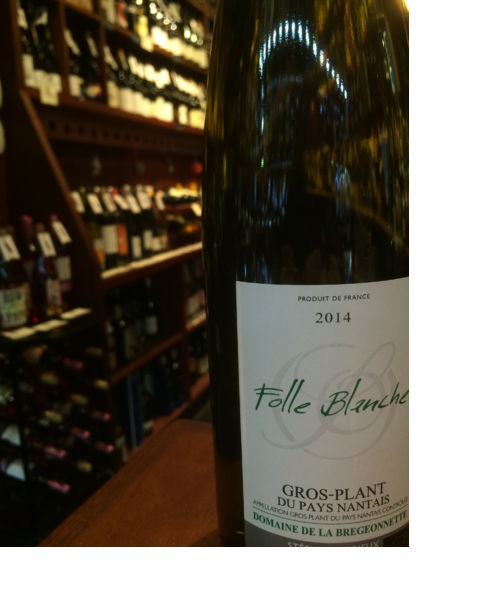 PRODUIT DE FRANCE
2014
Folle Blanche
GROS-PLANT
DU PAYS NANTAIS
APPELLATION GROS-PLANT DU PAYS NANTAIS CONTRÔLÉE
DOMAINE DE LA BREGEONNETTE